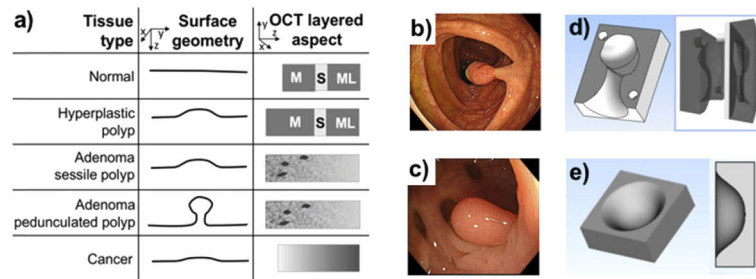 a)
Tissue type
Surface geometry
OCT layered aspect
x y z
y z x
Normal
M S ML
Hyperplastic polyp
M S ML
Adenoma sessile polyp
Adenoma pedunculated polyp
Cancer
b)
c)
d)
e)